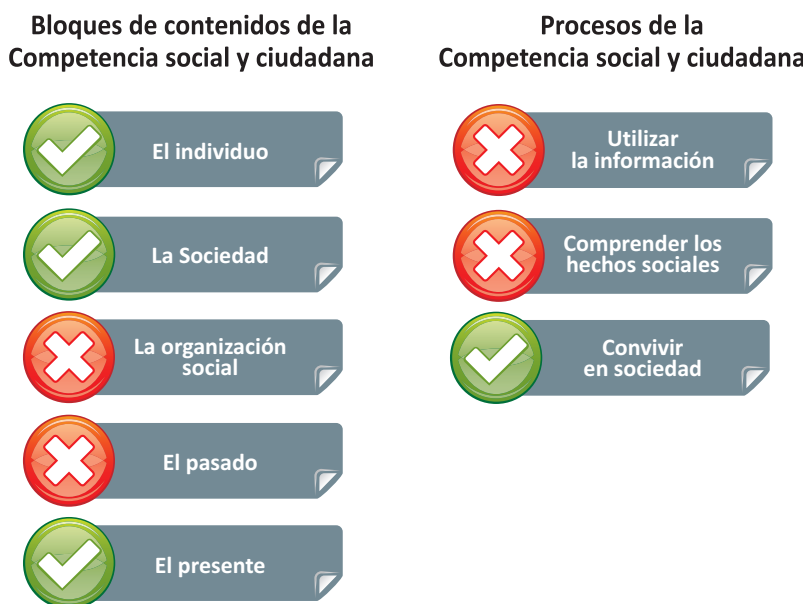 Bloques de contenidos de la
Competencia social y ciudadana
El individuo
La Sociedad
La organización
social
El pasado
El presente
Procesos de la
Competencia social y ciudadana
Utilizar
la información
Comprender los
hechos sociales
Convivir
en sociedad